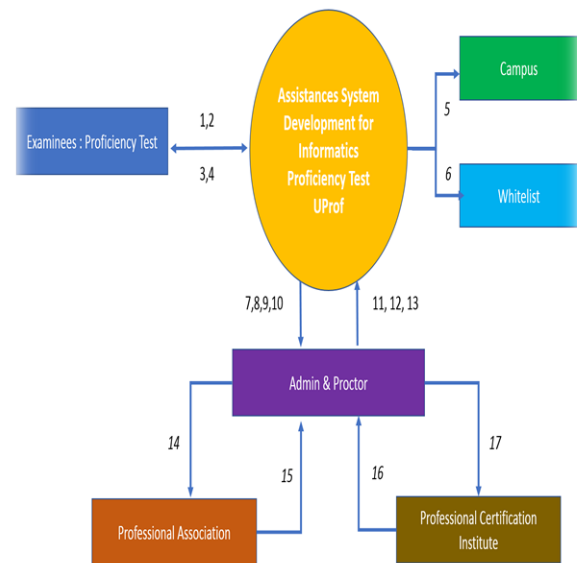 Assistances System
Development for
Informatics
Proficiency Test
UProf
Campus
Examinees : Proficiency Test
1,2
3,4
5
6
Whitelist
7,8,9,10
11, 12, 13
Admin & Proctor
14
15
16
17
Professional Association
Professional Certification
Institute